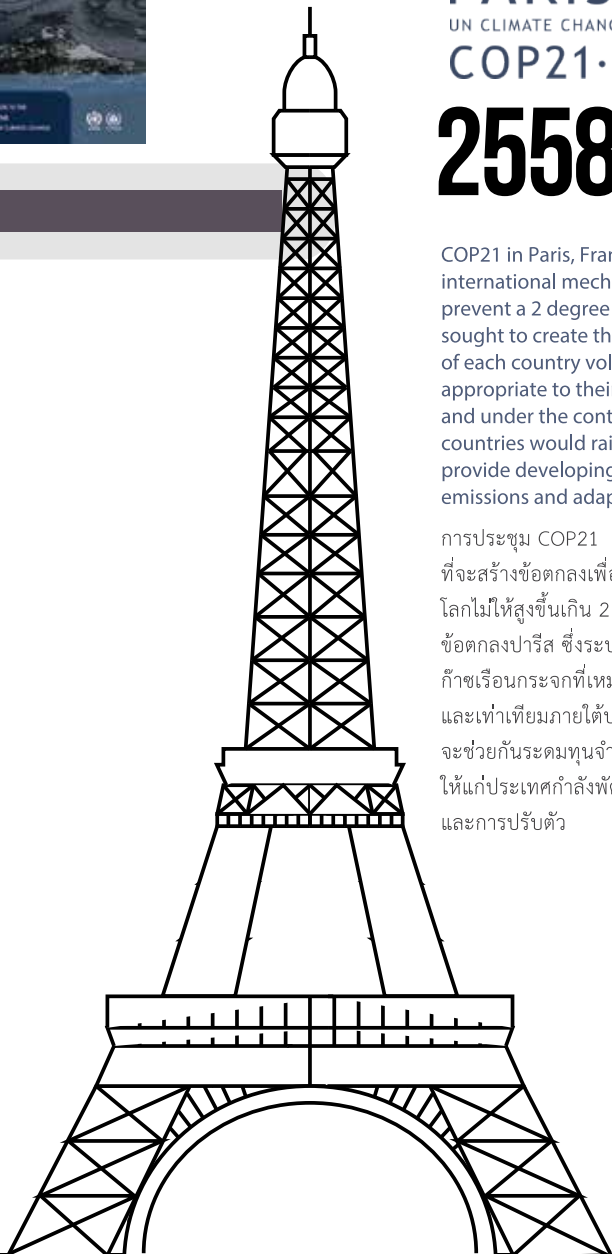 UN CLIMATE CHAN
COP21·
2558
COP21 in Paris, Fran
international mech
prevent a 2 degree
sought to create th
of each country vol
appropriate to thei
and under the cont
countries would rai
provide developing
emissions and adap
การประชุม COP21
ที่จะสร้างข้อตกลงเพื่อ
โลกไม่ให้สูงขึ้นเกิน 2
ข้อตกลงปารีส ซึ่งระบ
ก๊าซเรือนกระจกที่เหม
และเท่าเทียมภายใต้บ
จะช่วยกันระดมทุนจำ
ให้แก่ประเทศกำลังพั
และการปรับตัว